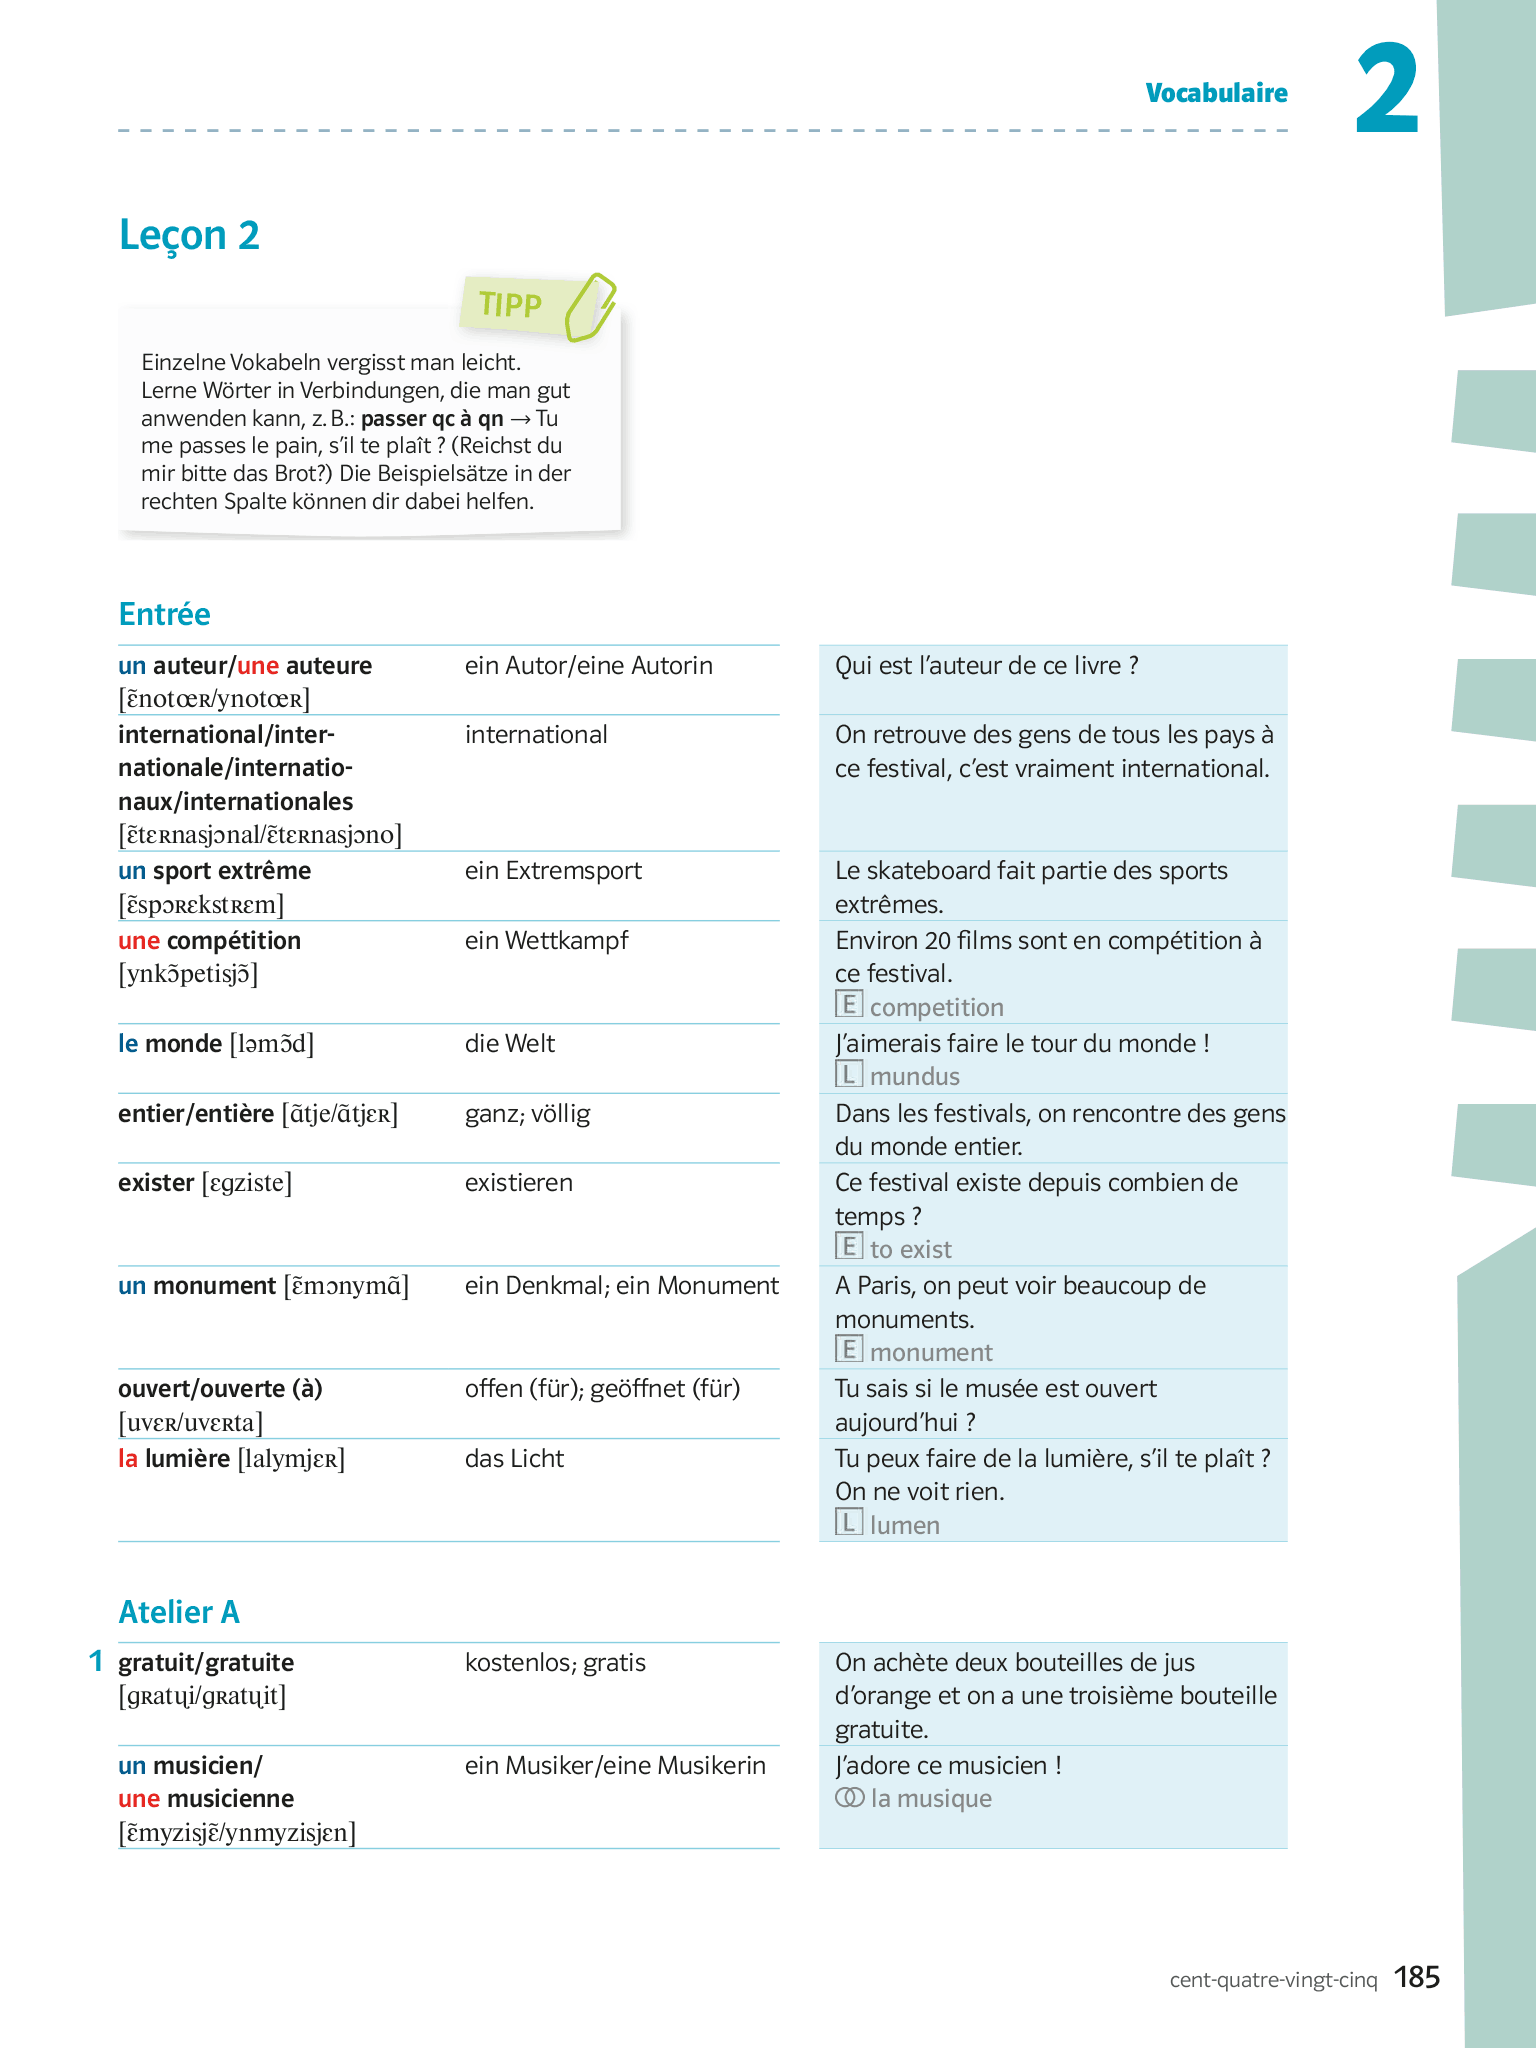 Vocabulaire
2
Leçon 2
TIPP
Einzelne Vokabeln vergisst man leicht.
Lerne Wörter in Verbindungen, die man gut
anwenden kann, z. B.: passer qc à qn → Tu
me passes le pain, s’il te plaît ? (Reichst du
mir bitte das Brot?) Die Beispielsätze in der
rechten Spalte können dir dabei helfen.
Entrée
un auteur/une auteure ein Autor/eine Autorin Qui est l’auteur de ce livre ?
[ɛ̃notœʀ/ynotœʀ]
international/inter- international On retrouve des gens de tous les pays à
nationale/internatio- ce festival, c’est vraiment international.
naux/internationales
[ɛ̃tɛʀnasjɔnal/ɛ̃tɛʀnasjɔno]
un sport extrême ein Extremsport Le skateboard fait partie des sports
[ɛ̃spɔʀɛkstʀɛm] extrêmes.
une compétition ein Wettkampf Environ 20 films sont en compétition à
[ynkɔ̃petisjɔ̃] ce festival.
E competition
le monde [ləmɔ̃d] die Welt J’aimerais faire le tour du monde !
L mundus
entier/entière [ɑ̃tje/ɑ̃tjɛʀ] ganz; völlig Dans les festivals, on rencontre des gens
du monde entier.
exister [ɛgziste] existieren Ce festival existe depuis combien de
temps ?
E to exist
un monument [ɛ̃mɔnymɑ̃] ein Denkmal; ein Monument A Paris, on peut voir beaucoup de
monuments.
E monument
ouvert/ouverte (à) offen (für); geöffnet (für) Tu sais si le musée est ouvert
[uvɛʀ/uvɛʀta] aujourd’hui ?
la lumière [lalymjɛʀ] das Licht Tu peux faire de la lumière, s’il te plaît ?
On ne voit rien.
L lumen
Atelier A
1 gratuit/gratuite kostenlos; gratis On achète deux bouteilles de jus
[gʀatɥi/gʀatɥit] d’orange et on a une troisième bouteille
gratuite.
un musicien/ ein Musiker/eine Musikerin J’adore ce musicien !
une musicienne la musique
[ɛ̃myzisjɛ̃/ynmyzisjɛn]
cent-quatre-vingt-cinq 185